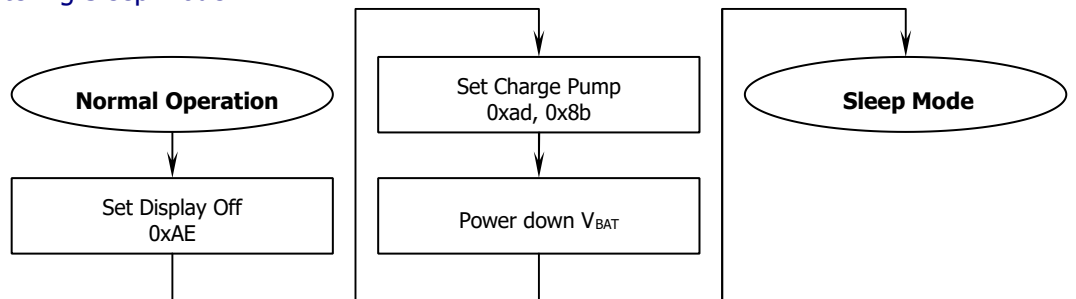 Normal Operation
Set Display Off
0xAE
Set Charge Pump
0xad, 0x8b
Power down VBAT
Sleep Mode